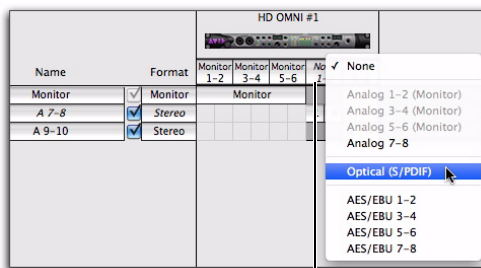 HD OMNI #1
AVID
Name Format Monitor 1-2 Monitor 3-4 Monitor 5-6
Monitor Monitor Monitor
A 7-8 Stereo
A 9-10 Stereo
✓ None
Analog 1-2 (Monitor)
Analog 3-4 (Monitor)
Analog 5-6 (Monitor)
Analog 7-8
Optical (S/PDIF)
AES/EBU 1-2
AES/EBU 3-4
AES/EBU 5-6
AES/EBU 7-8